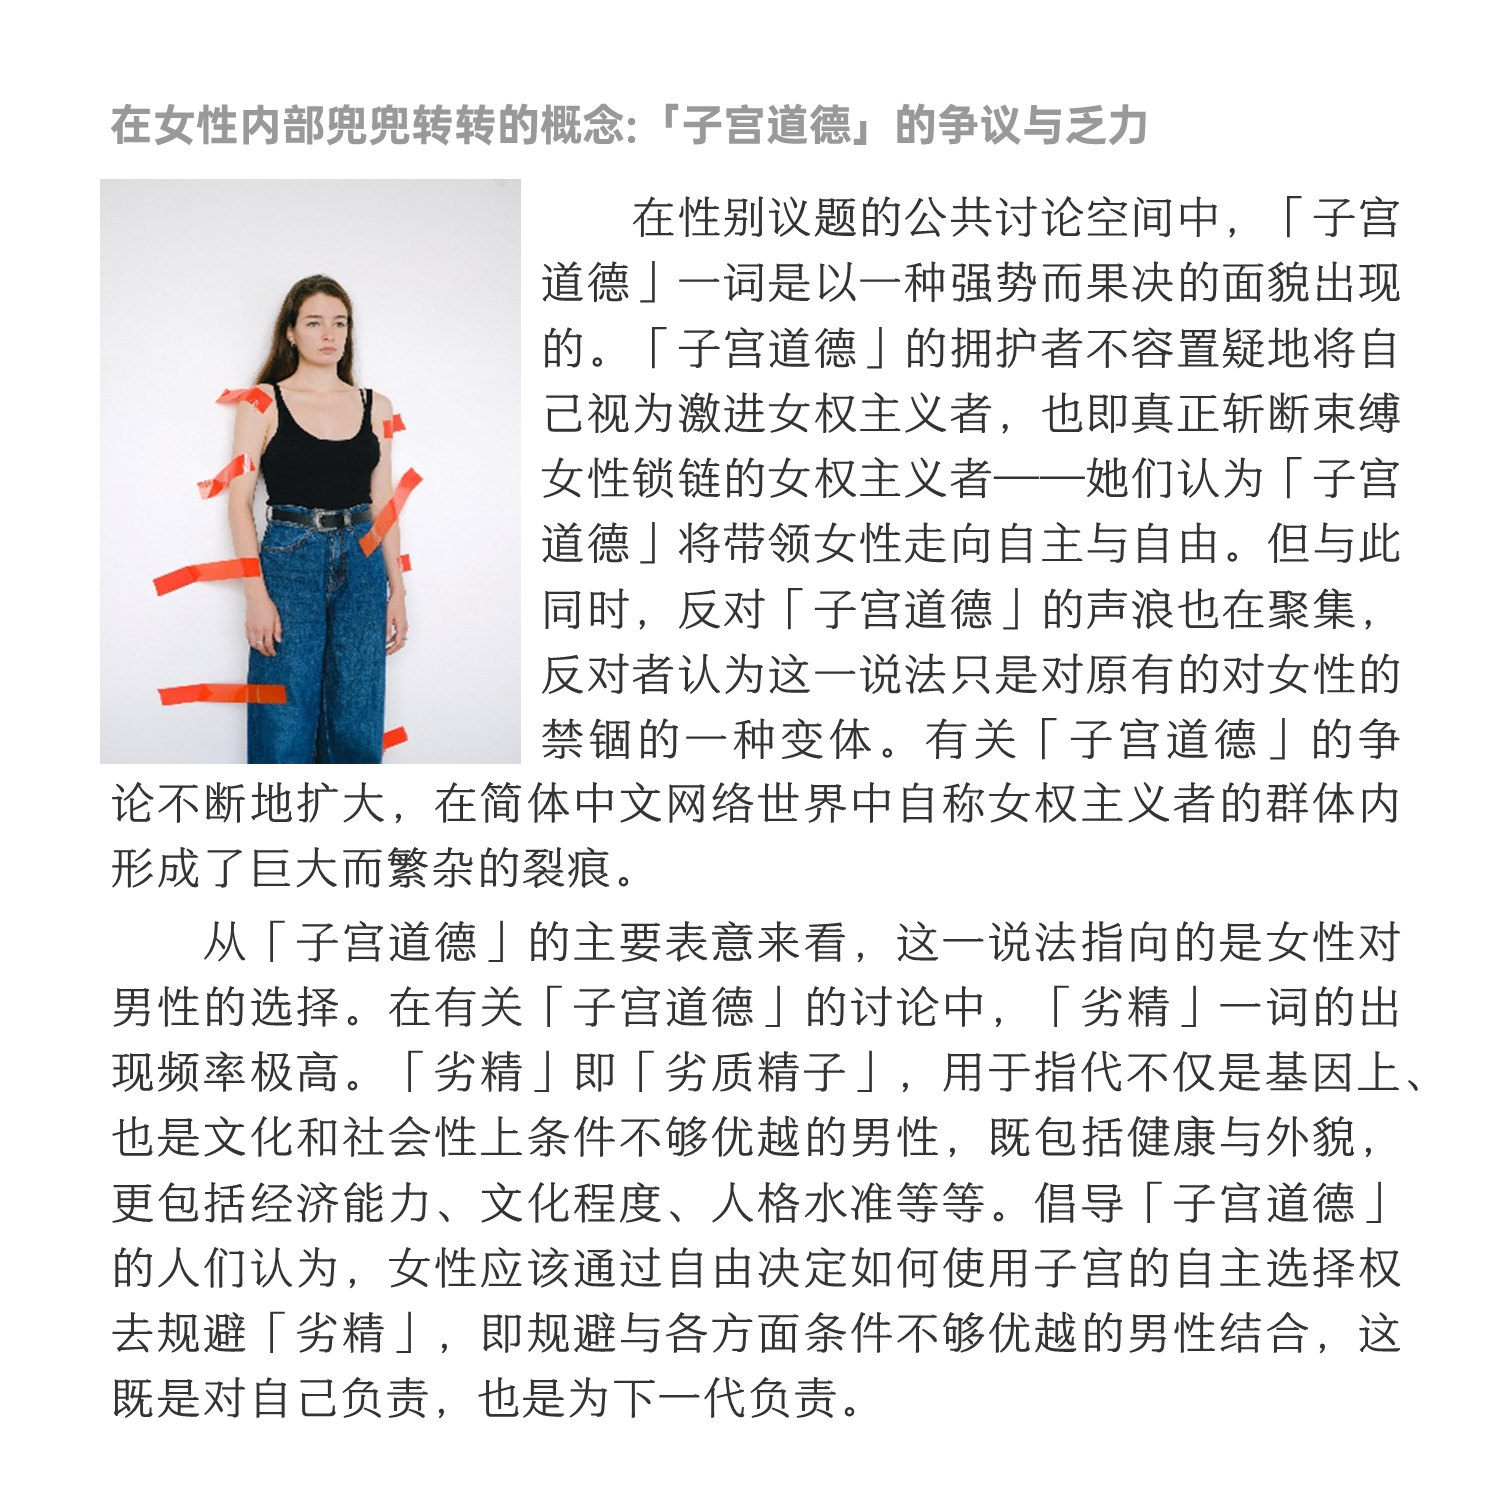 在女性内部兜兜转转的概念:「子宫道德」的争议与乏力
在性别议题的公共讨论空间中，「子宫
道德」一词是以一种强势而果决的面貌出现
的。「子宫道德」的拥护者不容置疑地将自
己视为激进女权主义者，也即真正斩断束缚
女性锁链的女权主义者——她们认为「子宫
道德」将带领女性走向自主与自由。但与此
同时，反对「子宫道德」的声浪也在聚集，
反对者认为这一说法只是对原有的对女性的
禁锢的一种变体。有关「子宫道德」的争
论不断地扩大，在简体中文网络世界中自称女权主义者的群体内
形成了巨大而繁杂的裂痕。
从「子宫道德」的主要表意来看，这一说法指向的是女性对
男性的选择。在有关「子宫道德」的讨论中，「劣精」一词的出
现频率极高。「劣精」即「劣质精子」，用于指代不仅是基因上、
也是文化和社会性上条件不够优越的男性，既包括健康与外貌，
更包括经济能力、文化程度、人格水准等等。倡导「子宫道德」
的人们认为，女性应该通过自由决定如何使用子宫的自主选择权
去规避「劣精」，即规避与各方面条件不够优越的男性结合，这
既是对自己负责，也是为下一代负责。